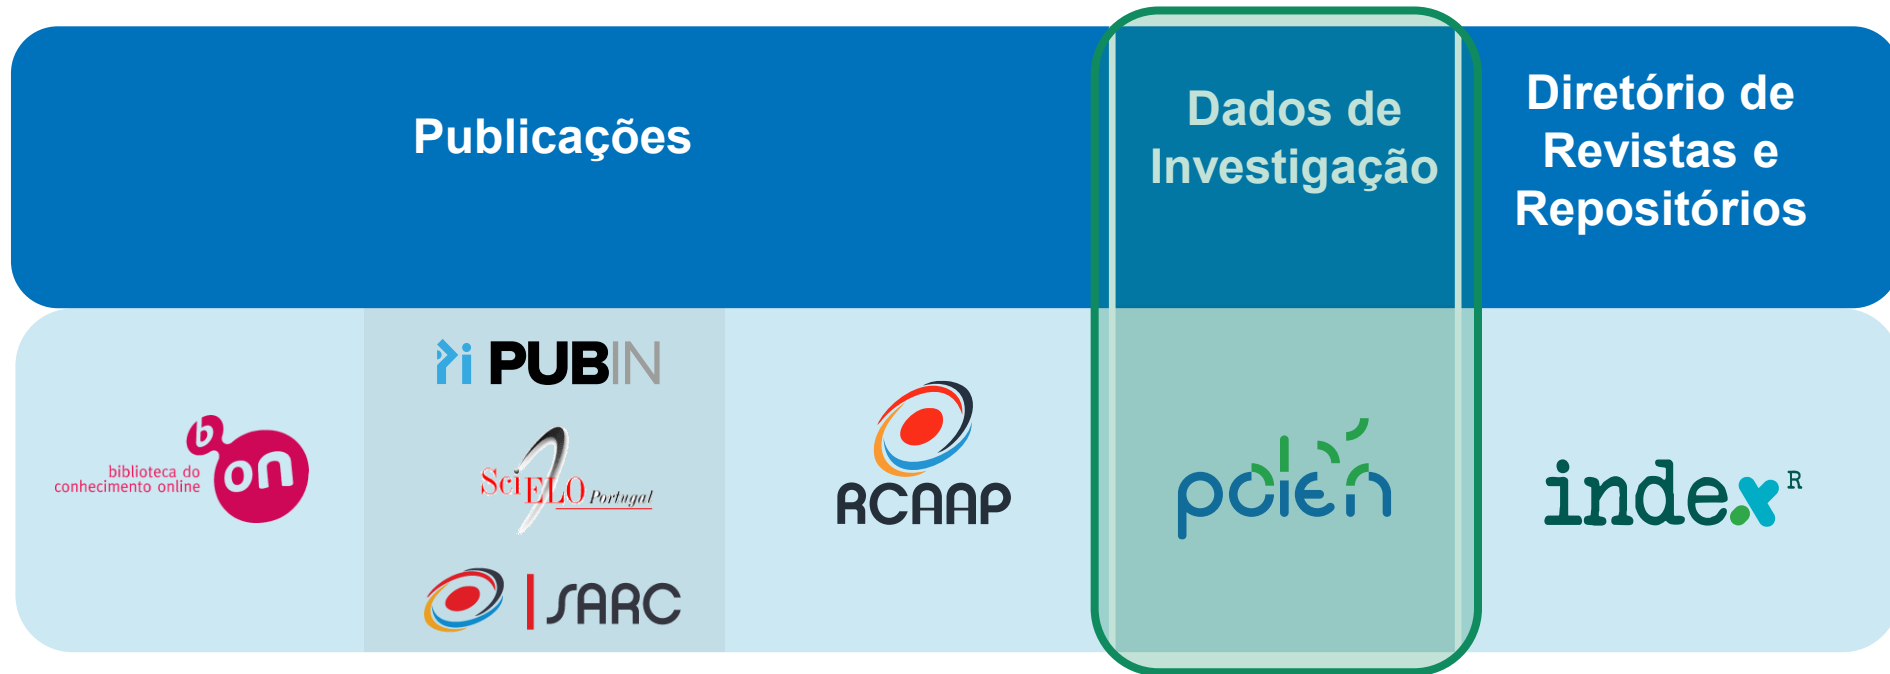 Publicações
Dados de
Investigação
Diretório de
Revistas e
Repositórios
b
on
biblioteca do
conhecimento online
PUBIN
SciELO Portugal
SARC
RCAAP
polen
index R